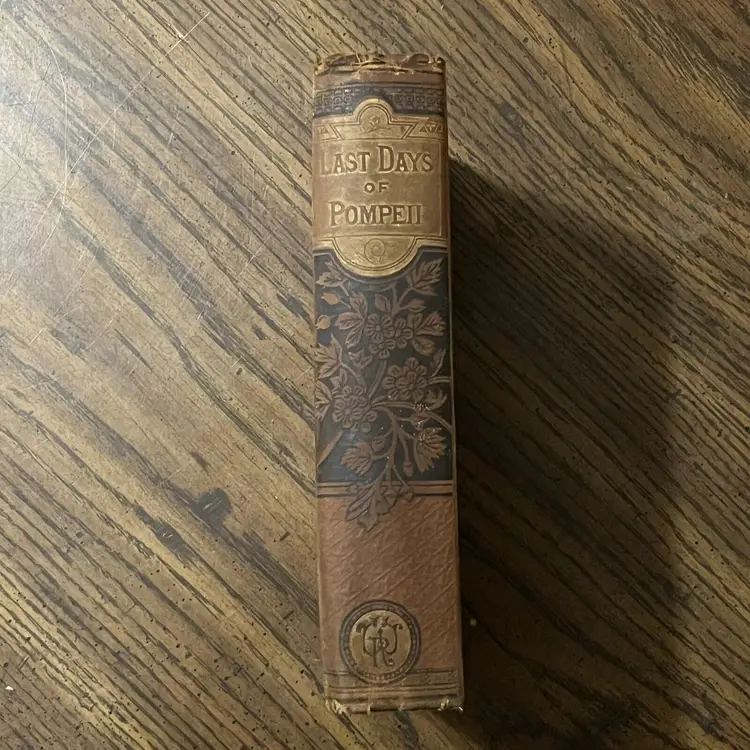 LAST DAYS
OF
POMPEII